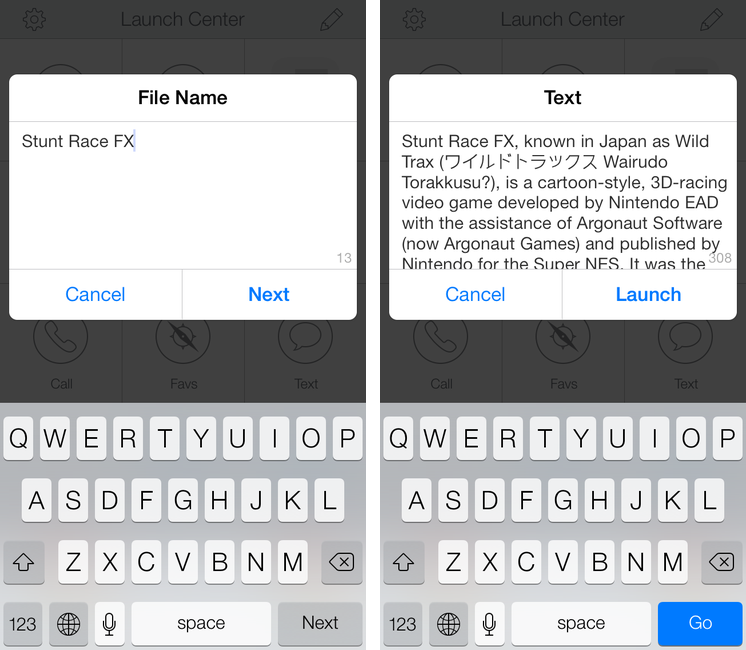 Launch Center
File Name
Stunt Race FX
13
Cancel
Next
Call
Favs
Text
Q W E R T Y U I O P
A S D F G H J K L
Z X C V B N M
123
space
Next
Launch Center
Text
Stunt Race FX, known in Japan as Wild
Trax (ワイルドトラックス Wairudo
Torakkusu?), is a cartoon-style, 3D-racing
video game developed by Nintendo EAD
with the assistance of Argonaut Software
(now Argonaut Games) and published by
Nintendo for the Super NES. It was the
308
Cancel
Launch
Call
Favs
Text
Q W E R T Y U I O P
A S D F G H J K L
Z X C V B N M
123
space
Go